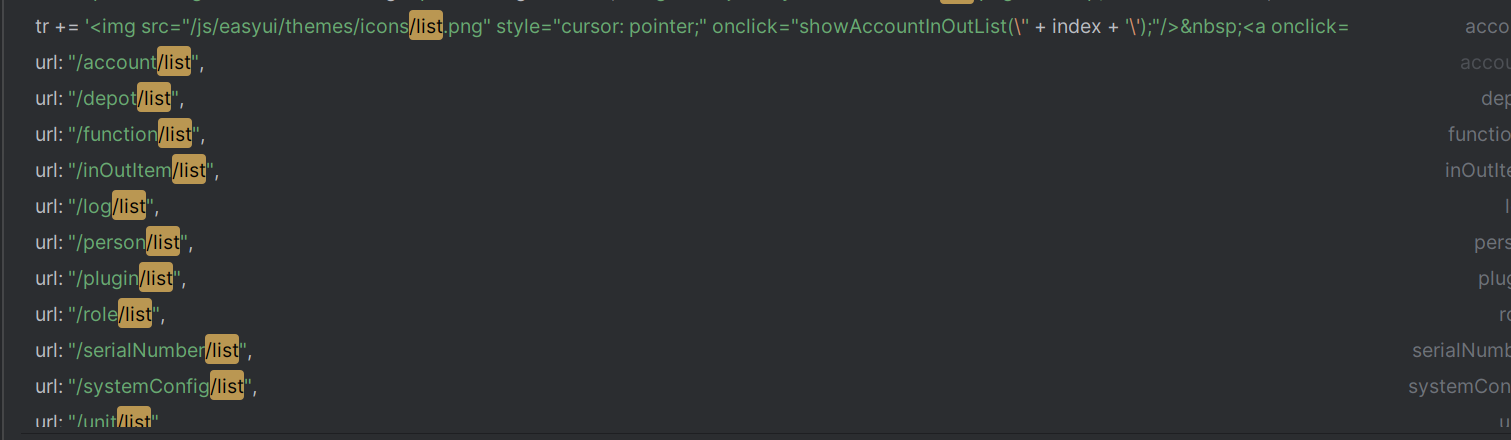 tr += '<img src="/js/easyui/themes/icons/list.png" style="cursor: pointer;" onclick="showAccountInOutList(\'' + index + '\');"/>&nbsp;<a onclick= acco
url: "/account/list", accou
url: "/depot/list", dep
url: "/function/list", functio
url: "/inOutItem/list", inOutIte
url: "/log/list", l
url: "/person/list", pers
url: "/plugin/list", plug
url: "/role/list", ro
url: "/serialNumber/list", serialNumb
url: "/systemConfig/list", systemCon
url: "/unit/list" u